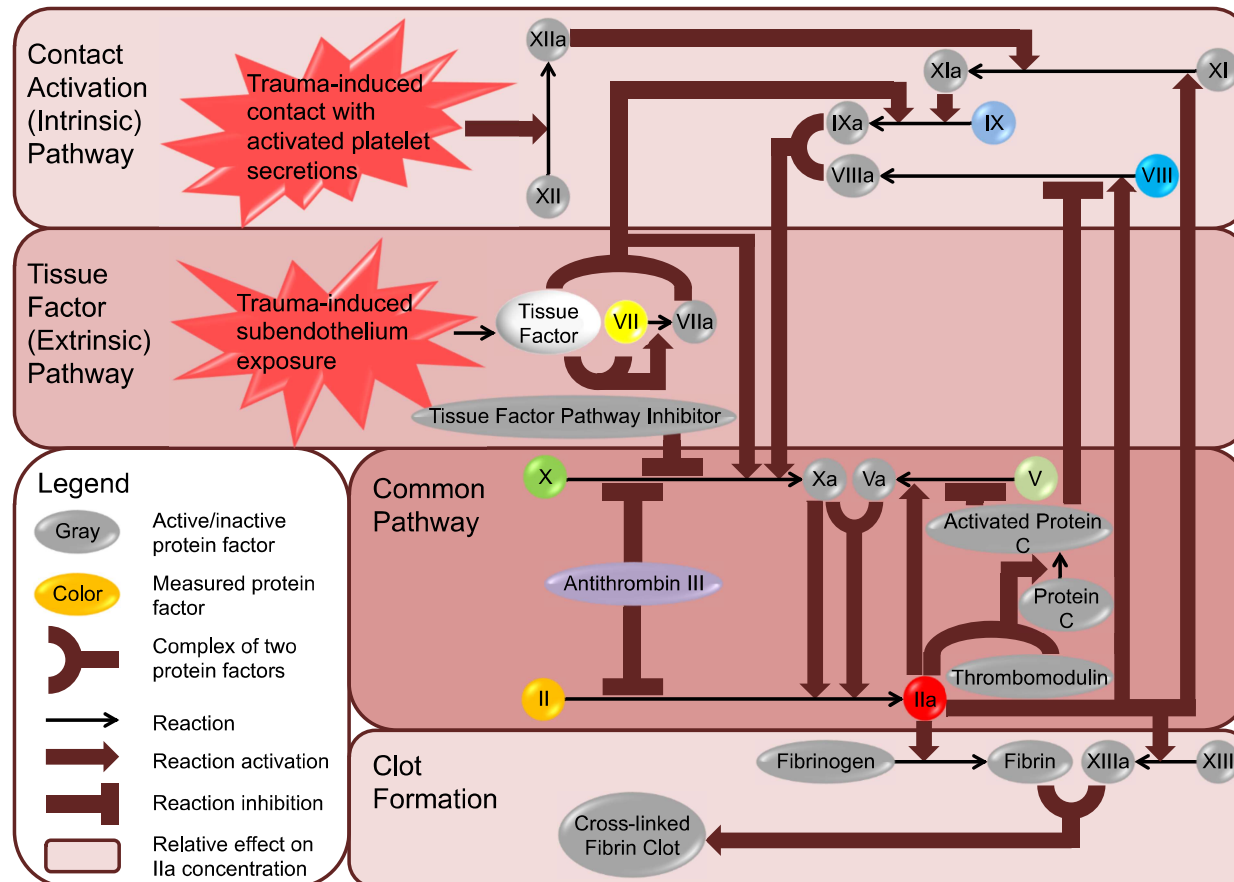 Contact
Activation
(Intrinsic)
Pathway
Trauma-induced
contact with
activated platelet
secretions
XIIa
XII
XIa
XI
IXa
IX
VIIIa
VIII
Tissue
Factor
(Extrinsic)
Pathway
Trauma-induced
subendothelium
exposure
Tissue
Factor
VII
VIIa
Tissue Factor Pathway Inhibitor
Common
Pathway
X
Xa
Va
V
Activated Protein
C
Antithrombin III
Protein
C
Thrombomodulin
II
IIa
Clot
Formation
Fibrinogen
Fibrin
XIIIa
XIII
Cross-linked
Fibrin Clot
Legend
Gray
Active/inactive
protein factor
Color
Measured protein
factor
Complex of two
protein factors
Reaction
Reaction activation
Reaction inhibition
Relative effect on
IIa concentration